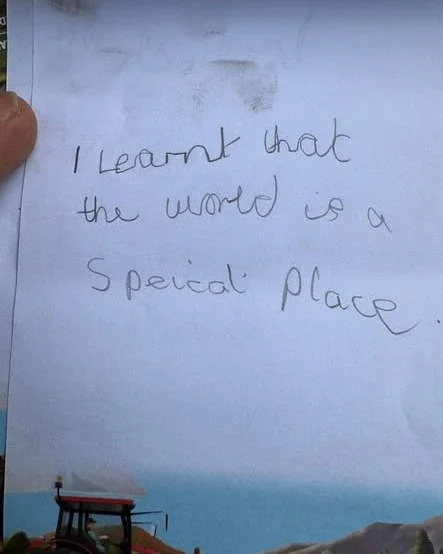 I Learnt that
the world is a
Speical Place.